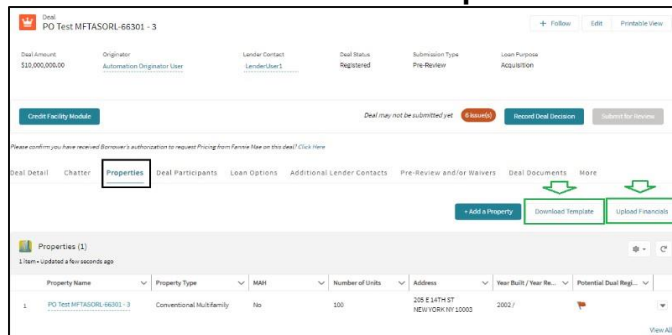 Deal
PO Test MFTASORL-66301 - 3
+ Follow Edit Printable View
Deal Amount Originator Lender Contact Deal Status Submission Type Loan Purpose
$10,000,000.00 Automation Originator User LenderUser1 Registered Pre-Review Acquisition
Credit Facility Module Deal may not be submitted yet 6 issue(s) Record Deal Decision Submit for Review
Please confirm you have received Borrower's authorization to request Pricing from Fannie Mae on this deal? Click Here
Deal Detail Chatter Properties Deal Participants Loan Options Additional Lender Contacts Pre-Review and/or Waivers Deal Documents More
+ Add a Property Download Template Upload Financials
Properties (1)
1 item • Updated a few seconds ago
Property Name Property Type MAH Number of Units Address Year Built / Year Re... Potential Dual Regi...
1 PO Test MFTASORL-66301 - 3 Conventional Multifamily No 100 205 E 14TH ST 2002 /
NEW YORK NY 10003
View All